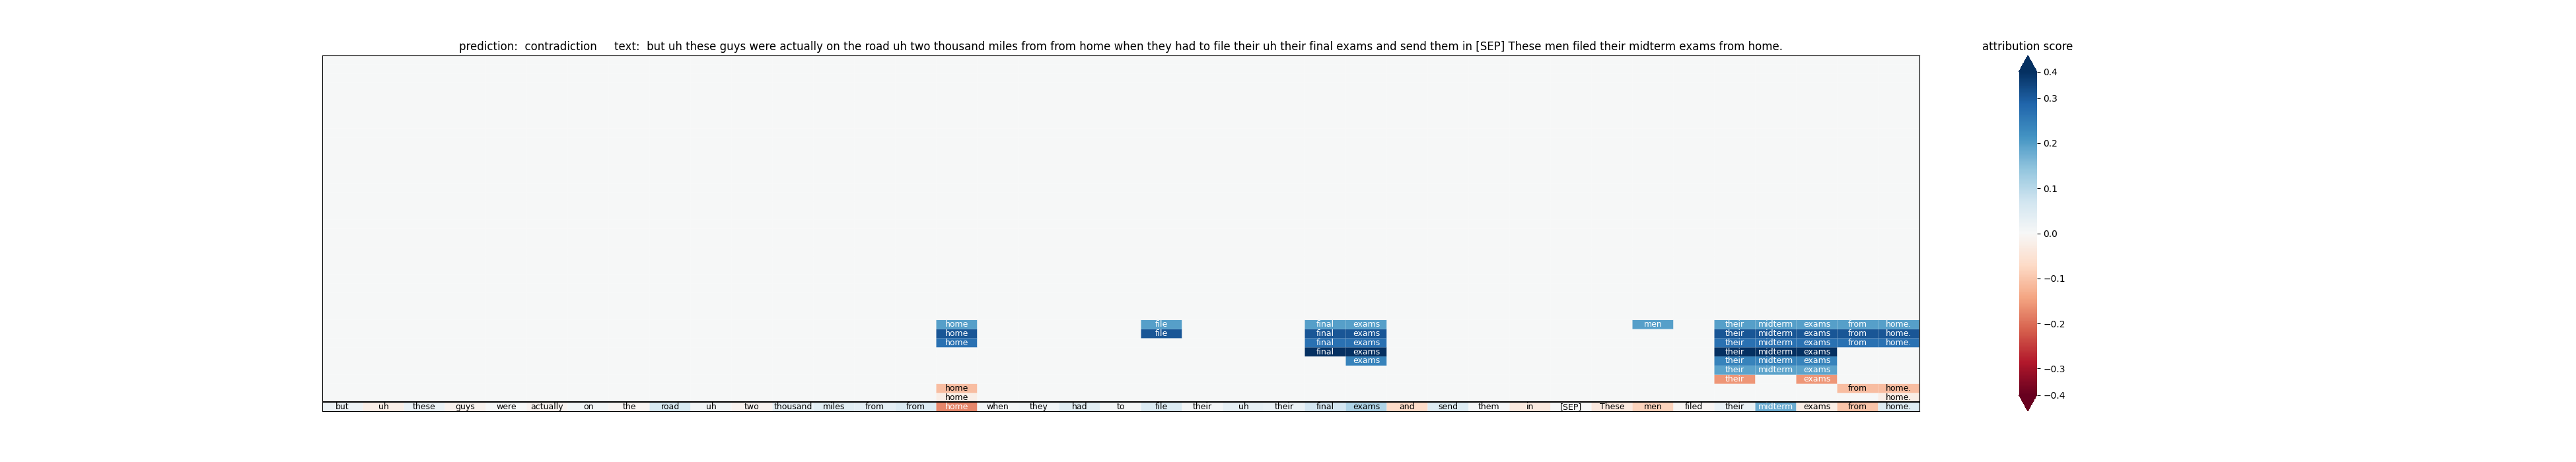 prediction:  contradiction     text:  but uh these guys were actually on the road uh two thousand miles from from home when they had to file their uh their final exams and send them in [SEP] These men filed their midterm exams from home.
attribution score
0.4
0.3
0.2
0.1
0.0
−0.1
−0.2
−0.3
−0.4
home file final exams men their midterm exams from home.
home file final exams their midterm exams from home.
home final exams their midterm exams from home.
final exams their midterm exams
exams their midterm exams
their midterm exams
their exams
home from home.
home home.
but uh these guys were actually on the road uh two thousand miles from from home when they had to file their uh their final exams and send them in [SEP] These men filed their midterm exams from home.